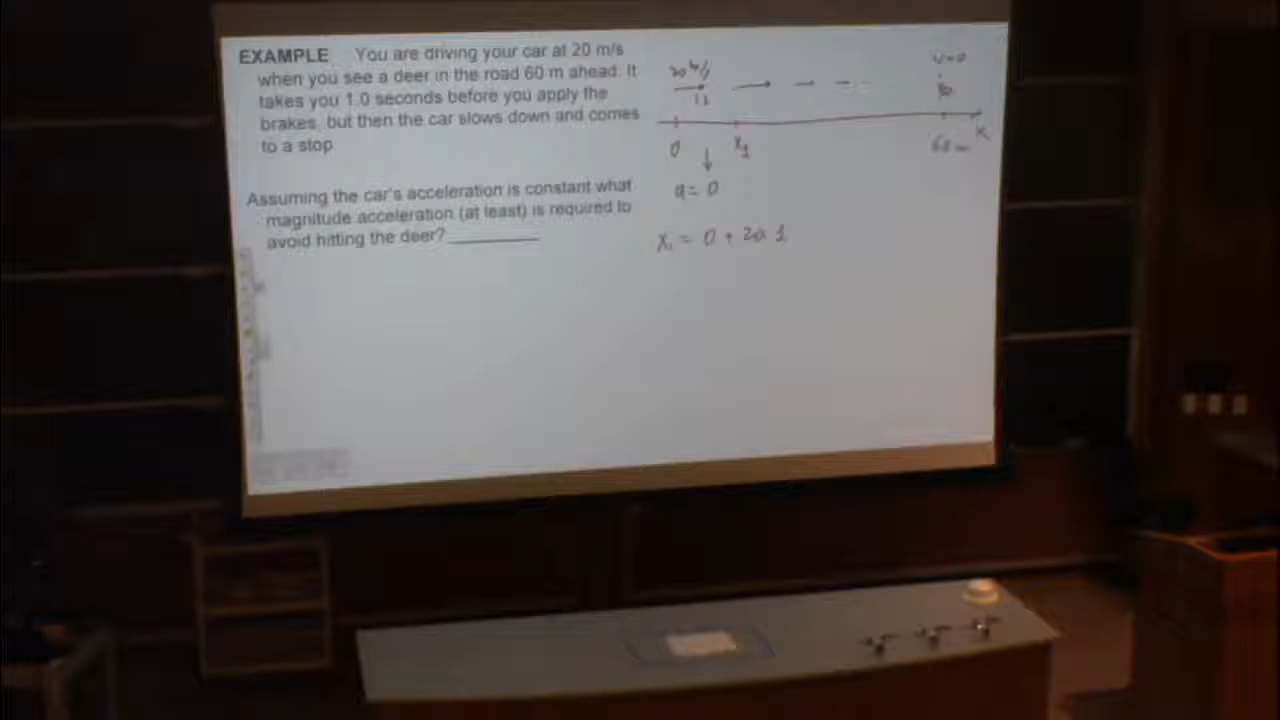 EXAMPLE You are driving your car at 20 m/s
when you see a deer in the road 60 m ahead. It
takes you 1.0 seconds before you apply the
brakes, but then the car slows down and comes
to a stop
Assuming the car's acceleration is constant what
magnitude acceleration (at least) is required to
avoid hitting the deer?
20 m/s
v=0
1s
0
x₁
60 m
x
a = 0
x₁ = 0 + 20·1